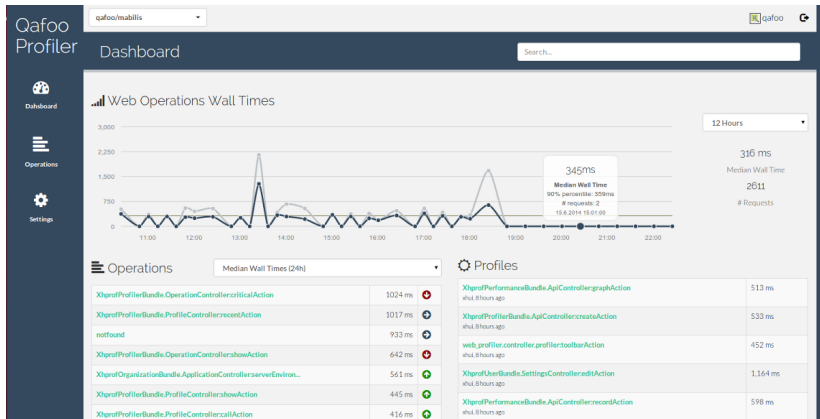 Qafoo
Profiler
qafoo/mabilis
qafoo
Dashboard
Search...
Dahsboard
Operations
Settings
Web Operations Wall Times
12 Hours
3,000
2,250
1,500
750
0
11:00 12:00 13:00 14:00 15:00 16:00 17:00 18:00 19:00 20:00 21:00 22:00
345ms
Median Wall Time
90% percentile: 359ms
# requests: 2
15.6.2014 15:01:00
316 ms
Median Wall Time
2611
# Requests
Operations
Median Wall Times (24h)
XhprofProfilerBundle.OperationController:criticalAction 1024 ms
XhprofProfilerBundle.ProfileController:recentAction 1017 ms
notfound 933 ms
XhprofProfilerBundle.OperationController:showAction 642 ms
XhprofOrganizationBundle.ApplicationController:serverEnviron... 561 ms
XhprofProfilerBundle.ProfileController:showAction 445 ms
XhprofProfilerBundle.ProfileController:callAction 416 ms
Profiles
XhprofPerformanceBundle.ApiController:graphAction 513 ms
xhui, 8 hours ago
XhprofProfilerBundle.ApiController:createAction 533 ms
xhui, 8 hours ago
web_profiler.controller.profiler:toolbarAction 452 ms
xhui, 8 hours ago
XhprofUserBundle.SettingsController:editAction 1,164 ms
xhui, 8 hours ago
XhprofPerformanceBundle.ApiController:recordAction 598 ms
xhui, 8 hours ago